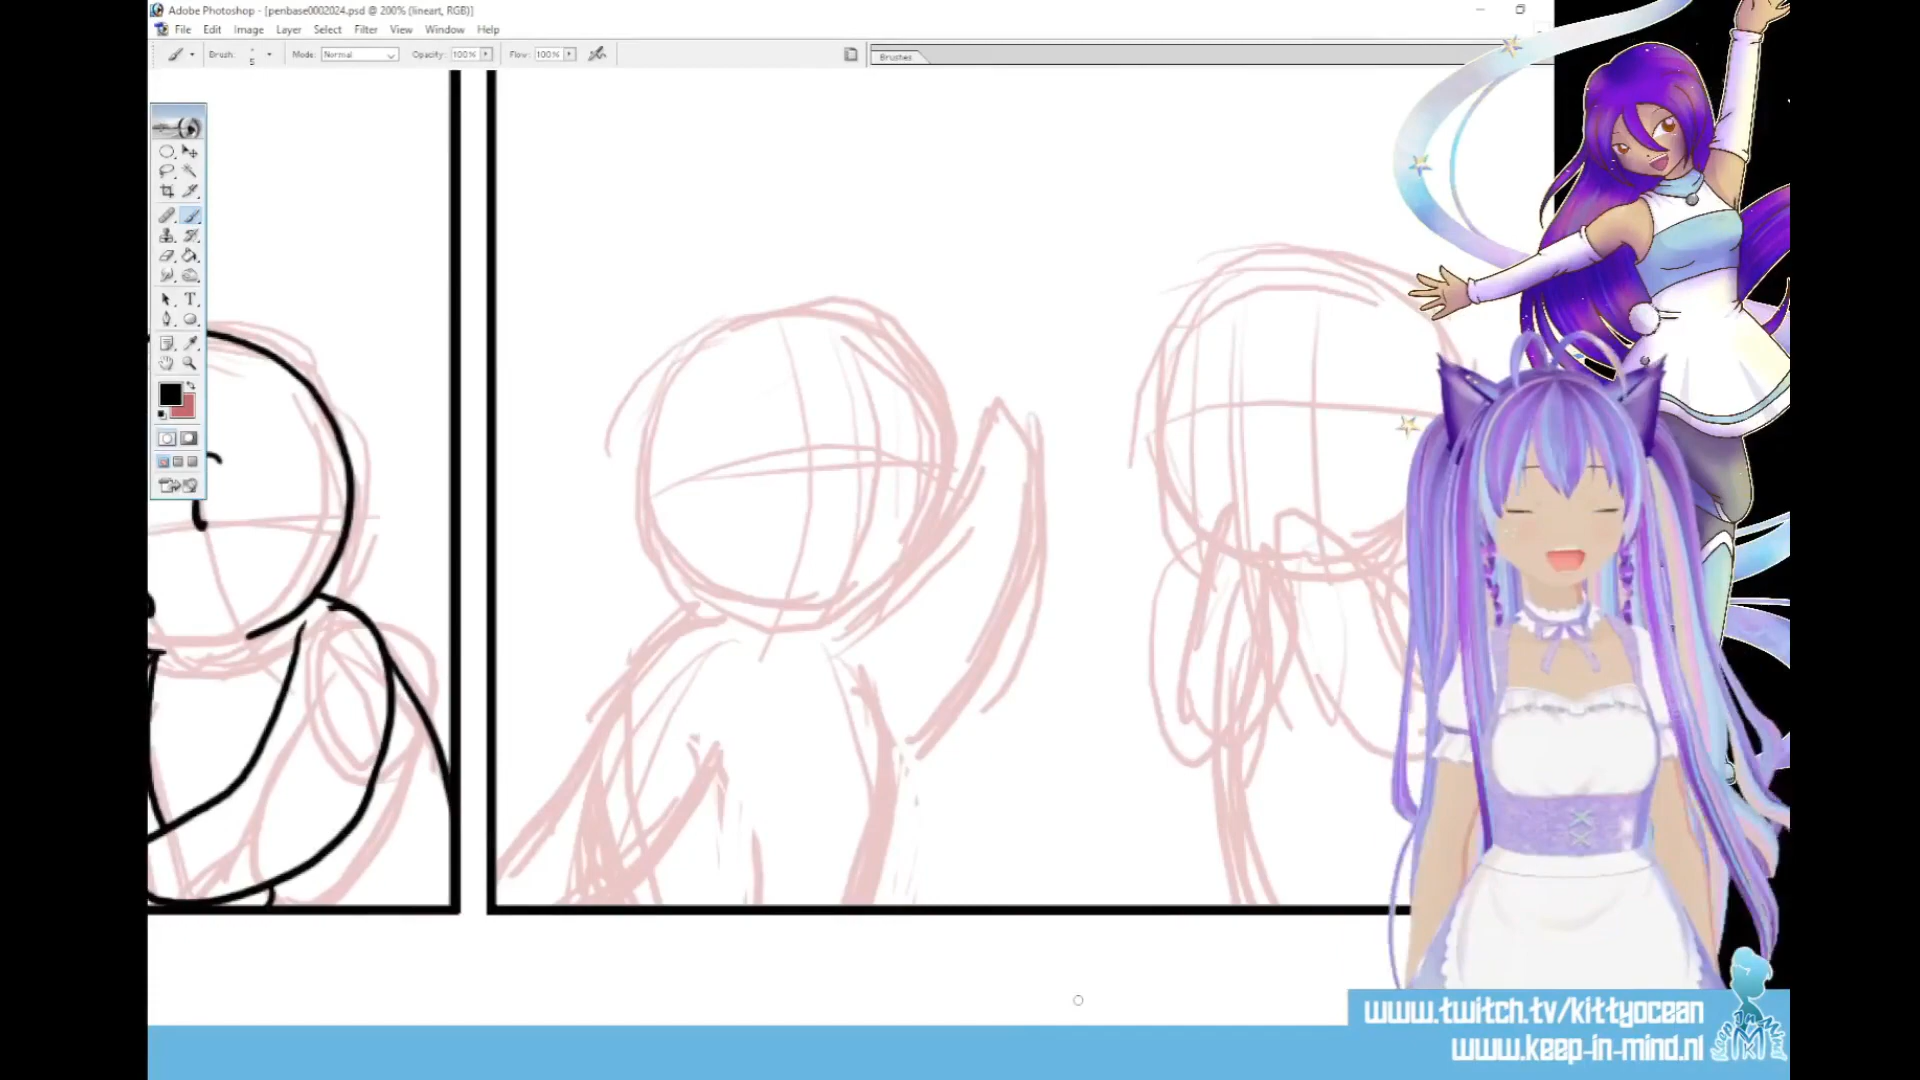 Adobe Photoshop - [penbase0002024.psd @ 200% (lineart, RGB)]
File Edit Image Layer Select Filter View Window Help
Brush: 5 Mode: Normal Opacity: 100% Flow: 100% Brushes
T
www.twitch.tv/kittyocean
www.keep-in-mind.nl